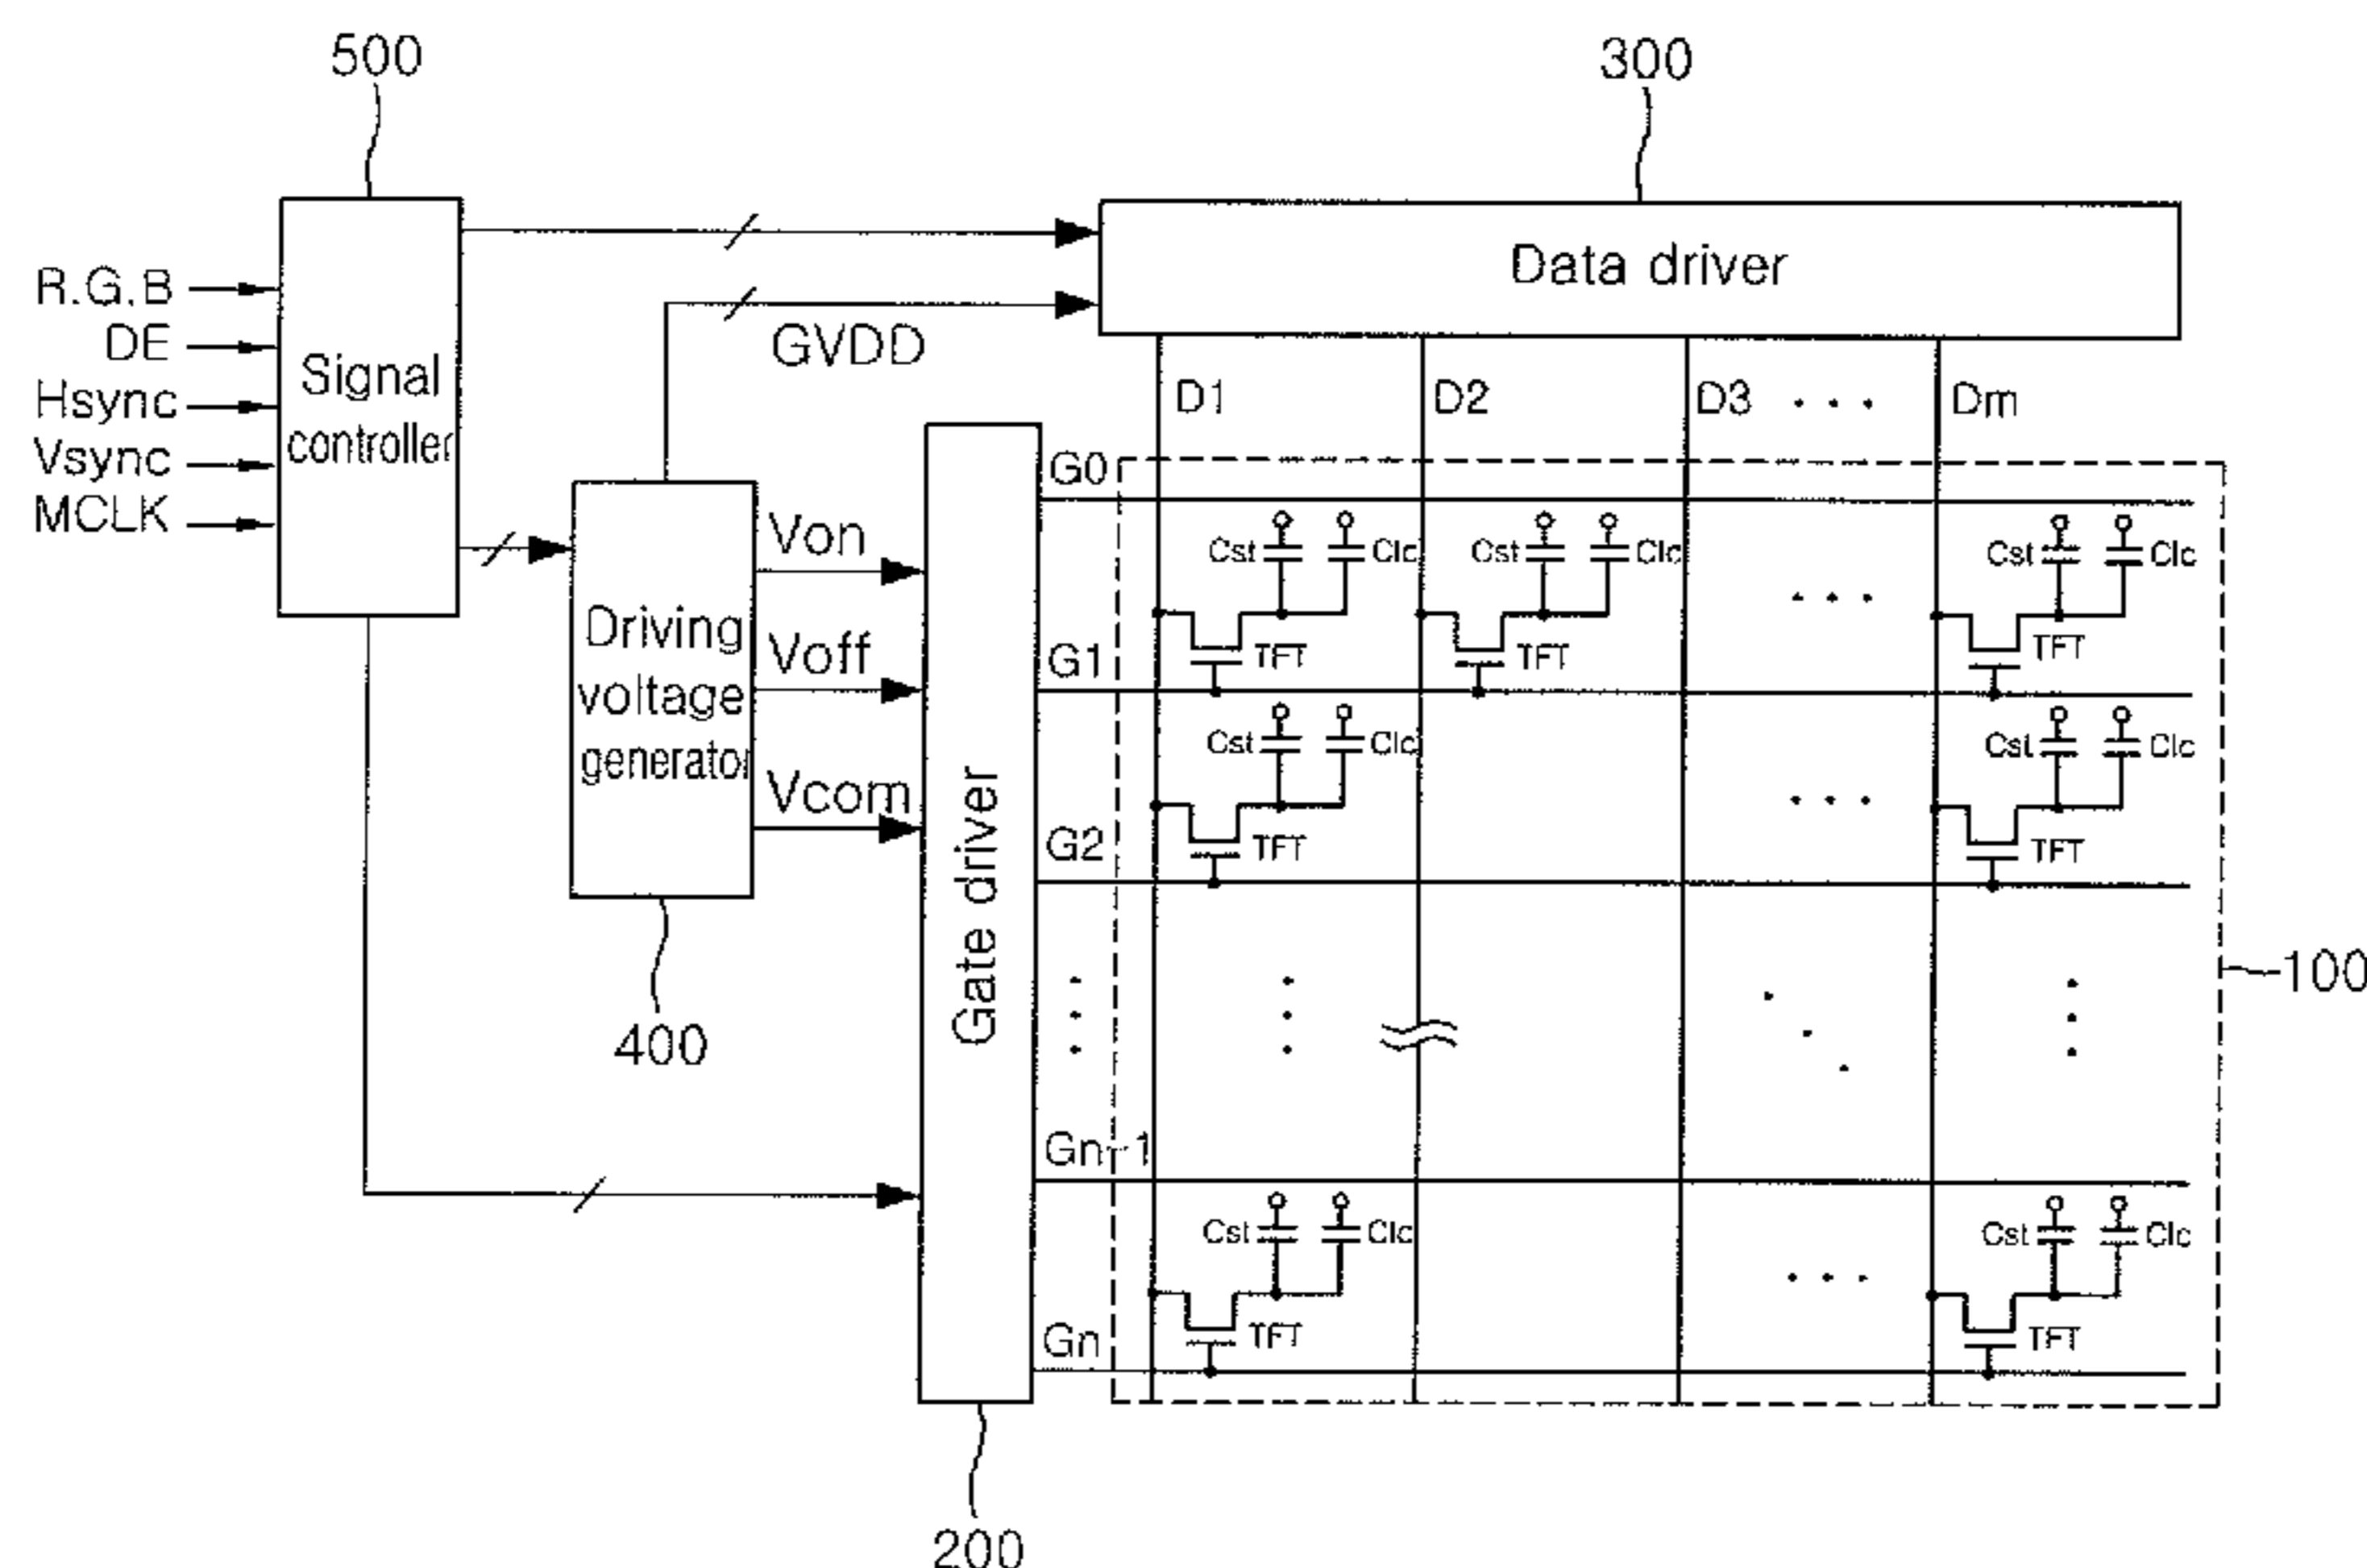 500
300
R.G.B
DE
Hsync
Vsync
MCLK
Signal
controller
Data driver
GVDD
D1 D2 D3 . . . Dm
G0
Von
Voff
Vcom
Driving
voltage
generator
Gate driver
Cst Clc Cst Clc . . . Cst Clc
G1 TFT TFT TFT
Cst Clc . . . Cst Clc
G2 TFT TFT
100
400
Gn-1
Cst Clc . . . Cst Clc
Gn TFT TFT
200